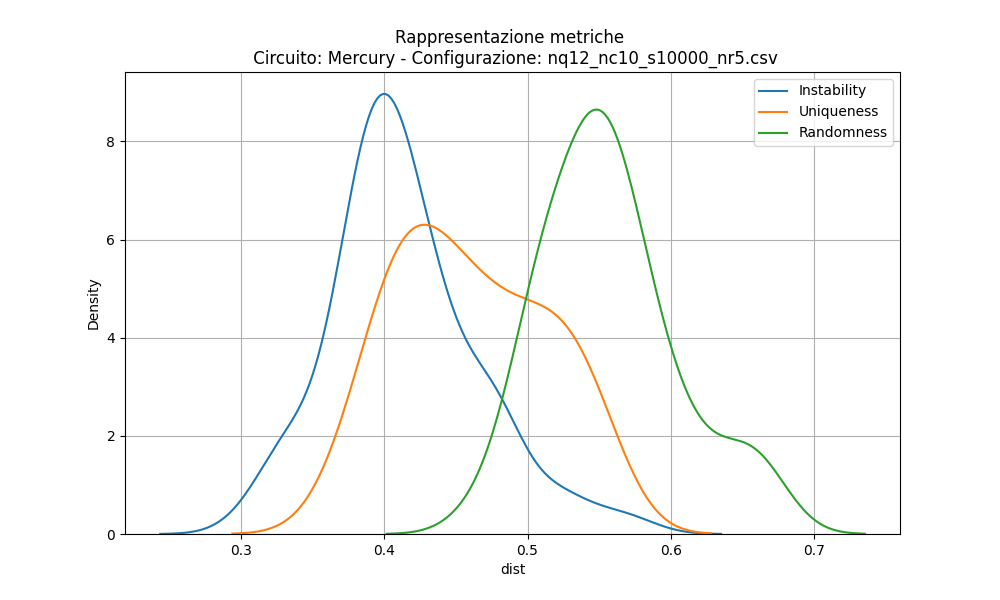 Rappresentazione metriche
Circuito: Mercury - Configurazione: nq12_nc10_s10000_nr5.csv
Instability
Uniqueness
Randomness
Density
8
6
4
2
0
0.3 0.4 0.5 0.6 0.7
dist